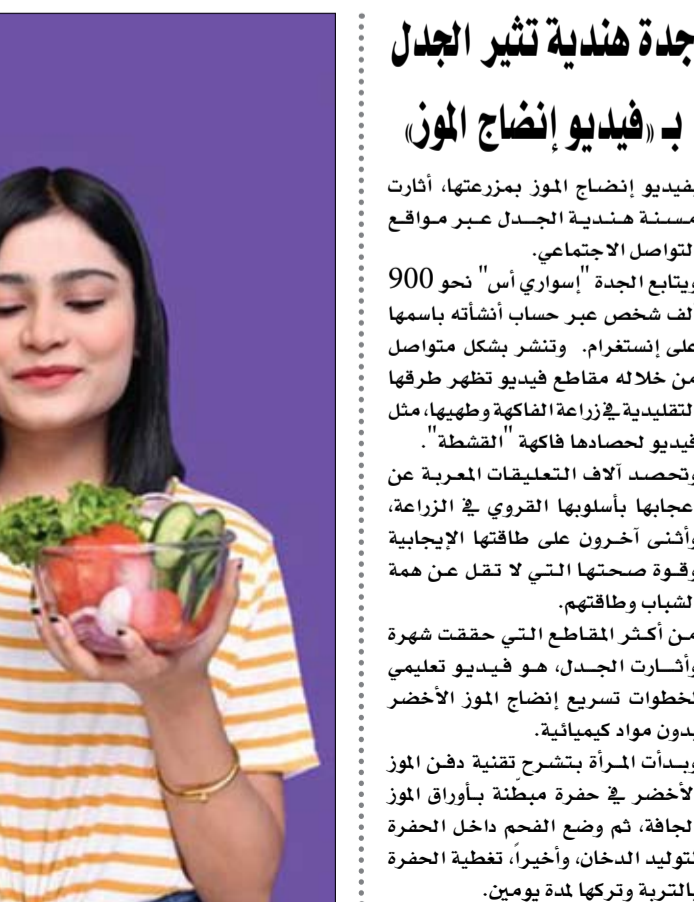 جدة هندية تثير الجدل
بـ «فيديو إنضاج الموز»
بفيديو إنضاج الموز بمزرعتها، أثارت
مسنة هندية الجدل عبر مواقع
التواصل الاجتماعي.
ويتابع الجدة "إسواري أس" نحو 900
ألف شخص عبر حساب أنشأته باسمها
على إنستغرام. وتنشر بشكل متواصل
من خلاله مقاطع فيديو تظهر طرقها
التقليدية في زراعة الفاكهة وطهيها، مثل
فيديو لحصادها فاكهة "القشطة".
وتحصد آلاف التعليقات المعربة عن
إعجابها بأسلوبها القروي في الزراعة،
وأثنى آخرون على طاقتها الإيجابية
وقوة صحتها التي لا تقل عن همة
الشباب وطاقتهم.
من أكثر المقاطع التي حققت شهرة
وأثارت الجدل، هو فيديو تعليمي
لخطوات تسريع إنضاج الموز الأخضر
بدون مواد كيميائية.
وبدأت المرأة بتشرح تقنية دفن الموز
الأخضر في حفرة مبطّنة بأوراق الموز
الجافة، ثم وضع الفحم داخل الحفرة
لتوليد الدخان، وأخيراً، تغطية الحفرة
بالتربة وتركها لمدة يومين.